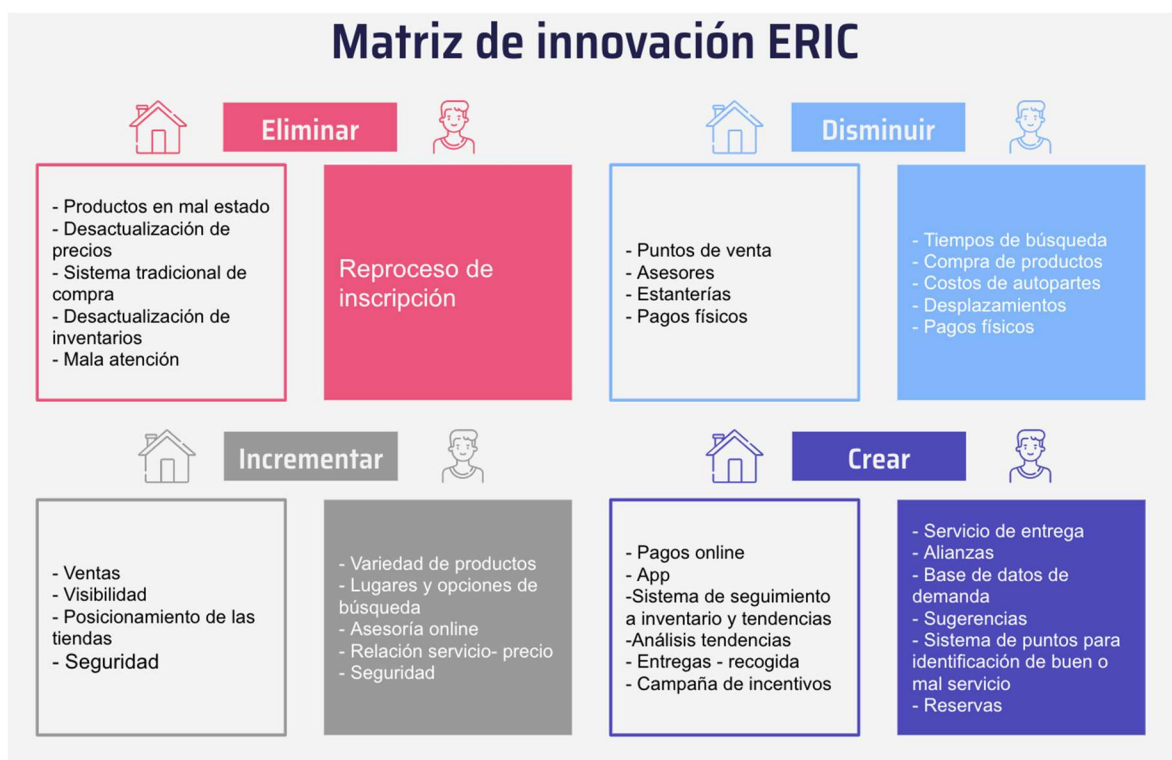 Matriz de innovación ERIC
Eliminar
- Productos en mal estado
- Desactualización de
precios
- Sistema tradicional de
compra
- Desactualización de
inventarios
- Mala atención
Reproceso de
inscripción
Disminuir
- Puntos de venta
- Asesores
- Estanterías
- Pagos físicos
- Tiempos de búsqueda
- Compra de productos
- Costos de autopartes
- Desplazamientos
- Pagos físicos
Incrementar
- Ventas
- Visibilidad
- Posicionamiento de las
tiendas
- Seguridad
- Variedad de productos
- Lugares y opciones de
búsqueda
- Asesoría online
- Relación servicio- precio
- Seguridad
Crear
- Pagos online
- App
-Sistema de seguimiento
a inventario y tendencias
-Análisis tendencias
- Entregas - recogida
- Campaña de incentivos
- Servicio de entrega
- Alianzas
- Base de datos de
demanda
- Sugerencias
- Sistema de puntos para
identificación de buen o
mal servicio
- Reservas